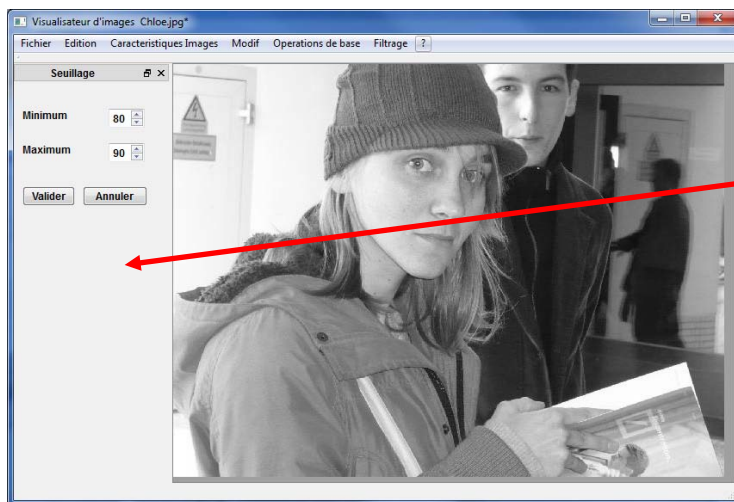 Visualisateur d'images Chloe.jpg*
Fichier Edition Caracteristiques Images Modif Operations de base Filtrage ?
Seuillage
Minimum 80
Maximum 90
Valider Annuler